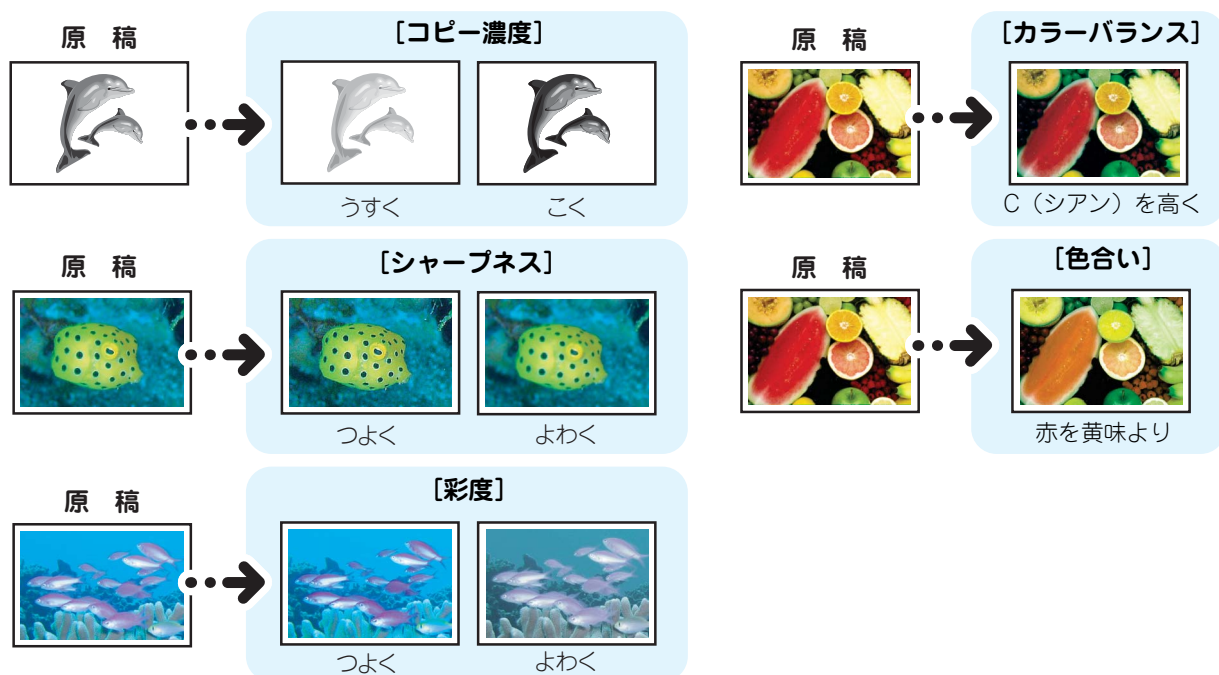 原 稿
[コピー濃度]
うすく
こく
原 稿
[カラーバランス]
C（シアン）を高く
原 稿
[シャープネス]
つよく
よわく
原 稿
[色合い]
赤を黄味より
原 稿
[彩度]
つよく
よわく